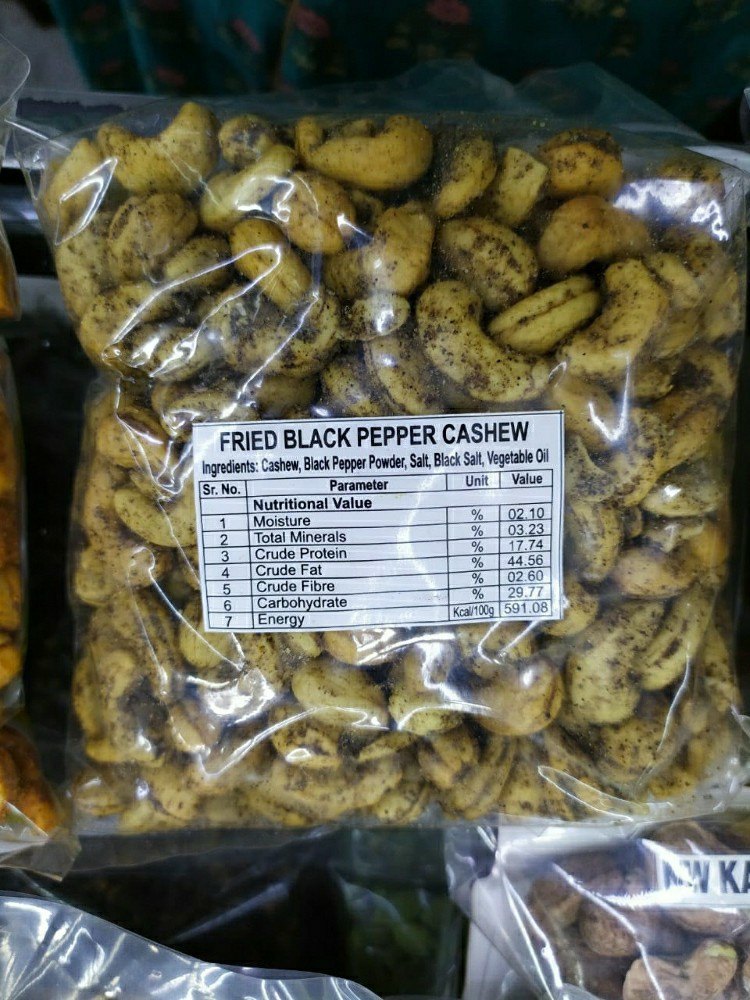 FRIED BLACK PEPPER CASHEW
Ingredients: Cashew, Black Pepper Powder, Salt, Black Salt, Vegetable Oil
Sr. No. Parameter Unit Value
Nutritional Value
1 Moisture % 02.10
2 Total Minerals % 03.23
3 Crude Protein % 17.74
4 Crude Fat % 44.56
5 Crude Fibre % 02.60
6 Carbohydrate % 29.77
7 Energy Kcal/100g 591.08